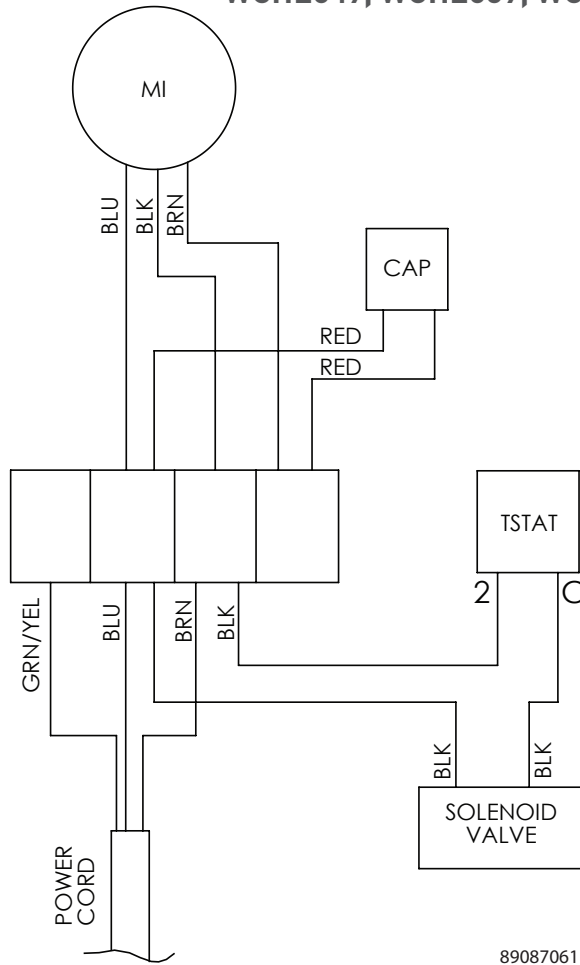 MI
BLU
BLK
BRN
CAP
RED
RED
TSTAT
2 C
GRN/YEL
BLU
BRN
BLK
BLK
BLK
SOLENOID
VALVE
POWER
CORD
89087061